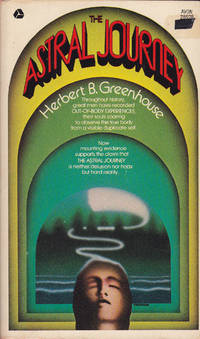 THE
ASTRAL JOURNEY
AVON
Herbert B. Greenhouse
Throughout history,
great men have recorded
OUT-OF-BODY EXPERIENCES,
their souls soaring
to observe the true body
from a visible duplicate self.
Now
mounting evidence
supports the claim that
THE ASTRAL JOURNEY
is neither delusion nor hoax
but hard reality.